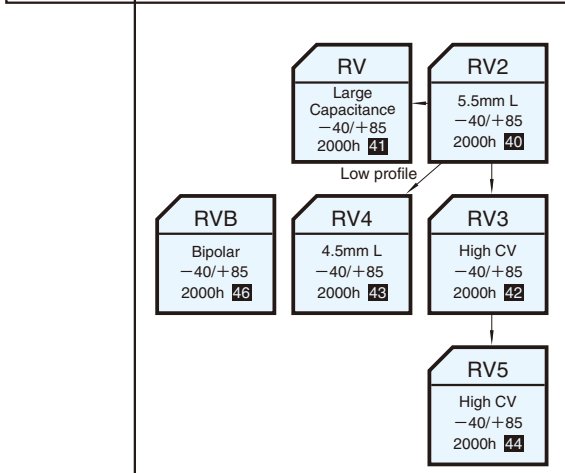 RV
Large
Capacitance
－40/＋85
2000h 41
RV2
5.5mm L
－40/＋85
2000h 40
Low profile
RVB
Bipolar
－40/＋85
2000h 46
RV4
4.5mm L
－40/＋85
2000h 43
RV3
High CV
－40/＋85
2000h 42
RV5
High CV
－40/＋85
2000h 44